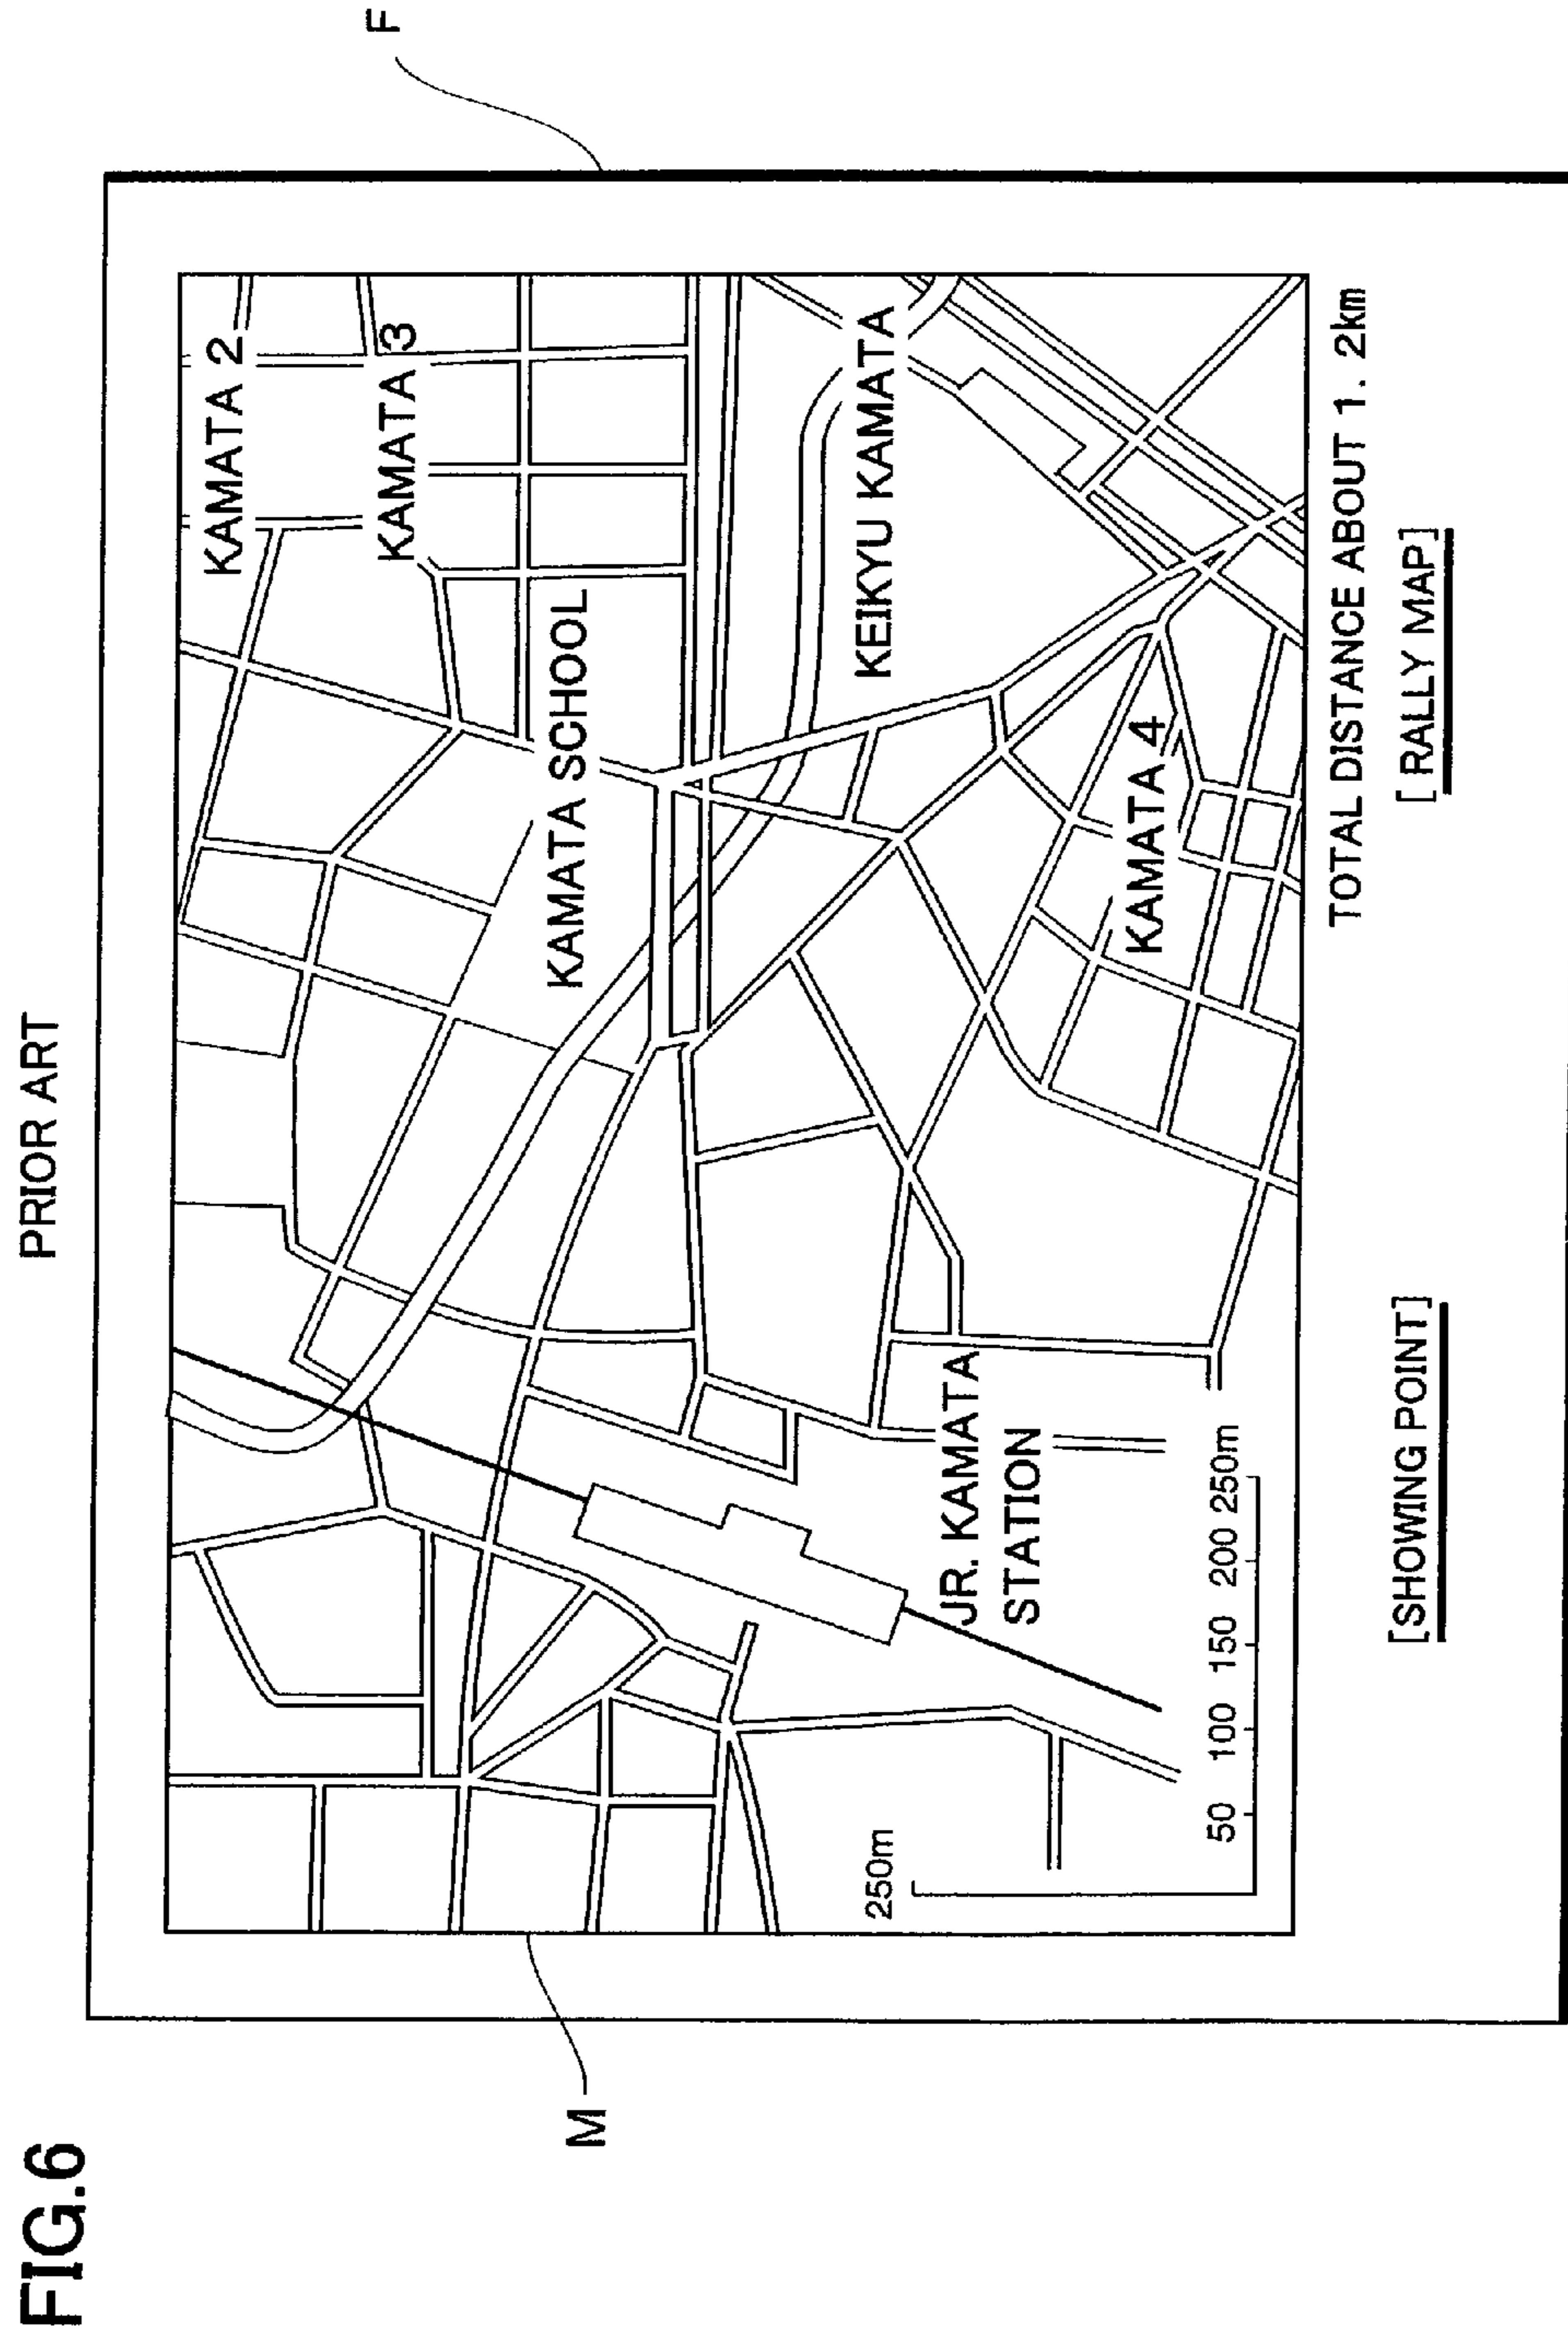 FIG.6
PRIOR ART
F
M
KAMATA 2
KAMATA 3
KAMATA SCHOOL
KEIKYU KAMATA
KAMATA 4
JR. KAMATA
STATION
250m
50 100 150 200 250m
TOTAL DISTANCE ABOUT 1. 2km
[SHOWING POINT]
[RALLY MAP]